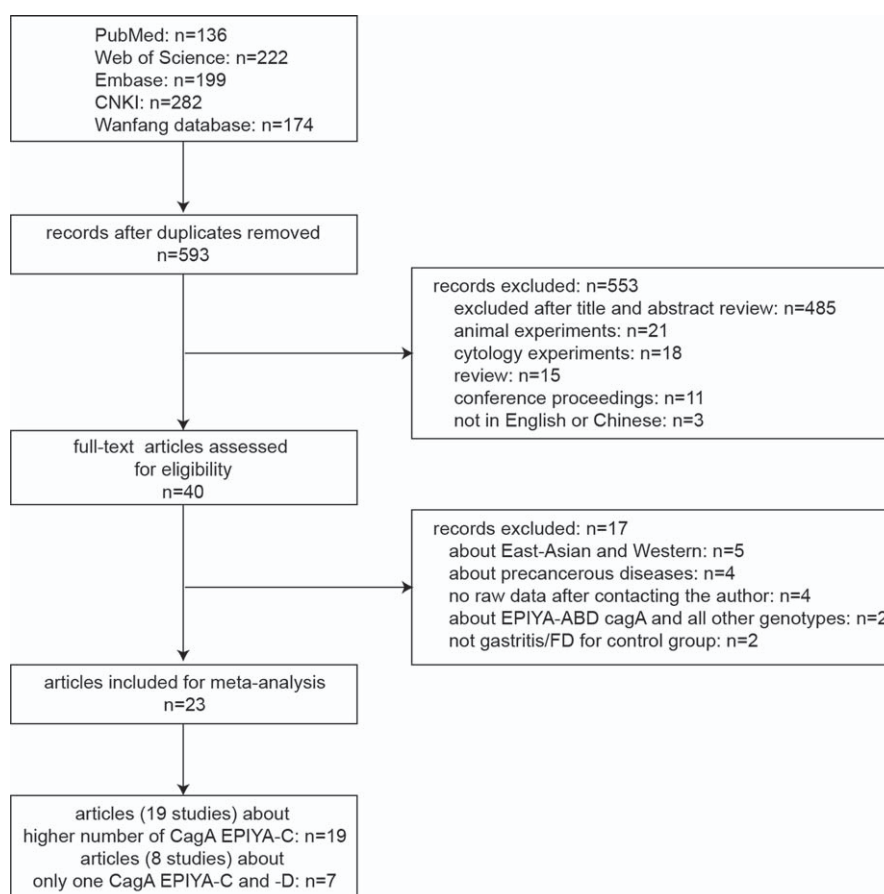 PubMed: n=136
Web of Science: n=222
Embase: n=199
CNKI: n=282
Wanfang database: n=174
records after duplicates removed
n=593
records excluded: n=553
excluded after title and abstract review: n=485
animal experiments: n=21
cytology experiments: n=18
review: n=15
conference proceedings: n=11
not in English or Chinese: n=3
full-text articles assessed
for eligibility
n=40
records excluded: n=17
about East-Asian and Western: n=5
about precancerous diseases: n=4
no raw data after contacting the author: n=4
about EPIYA-ABD cagA and all other genotypes: n=2
not gastritis/FD for control group: n=2
articles included for meta-analysis
n=23
articles (19 studies) about
higher number of CagA EPIYA-C: n=19
articles (8 studies) about
only one CagA EPIYA-C and -D: n=7